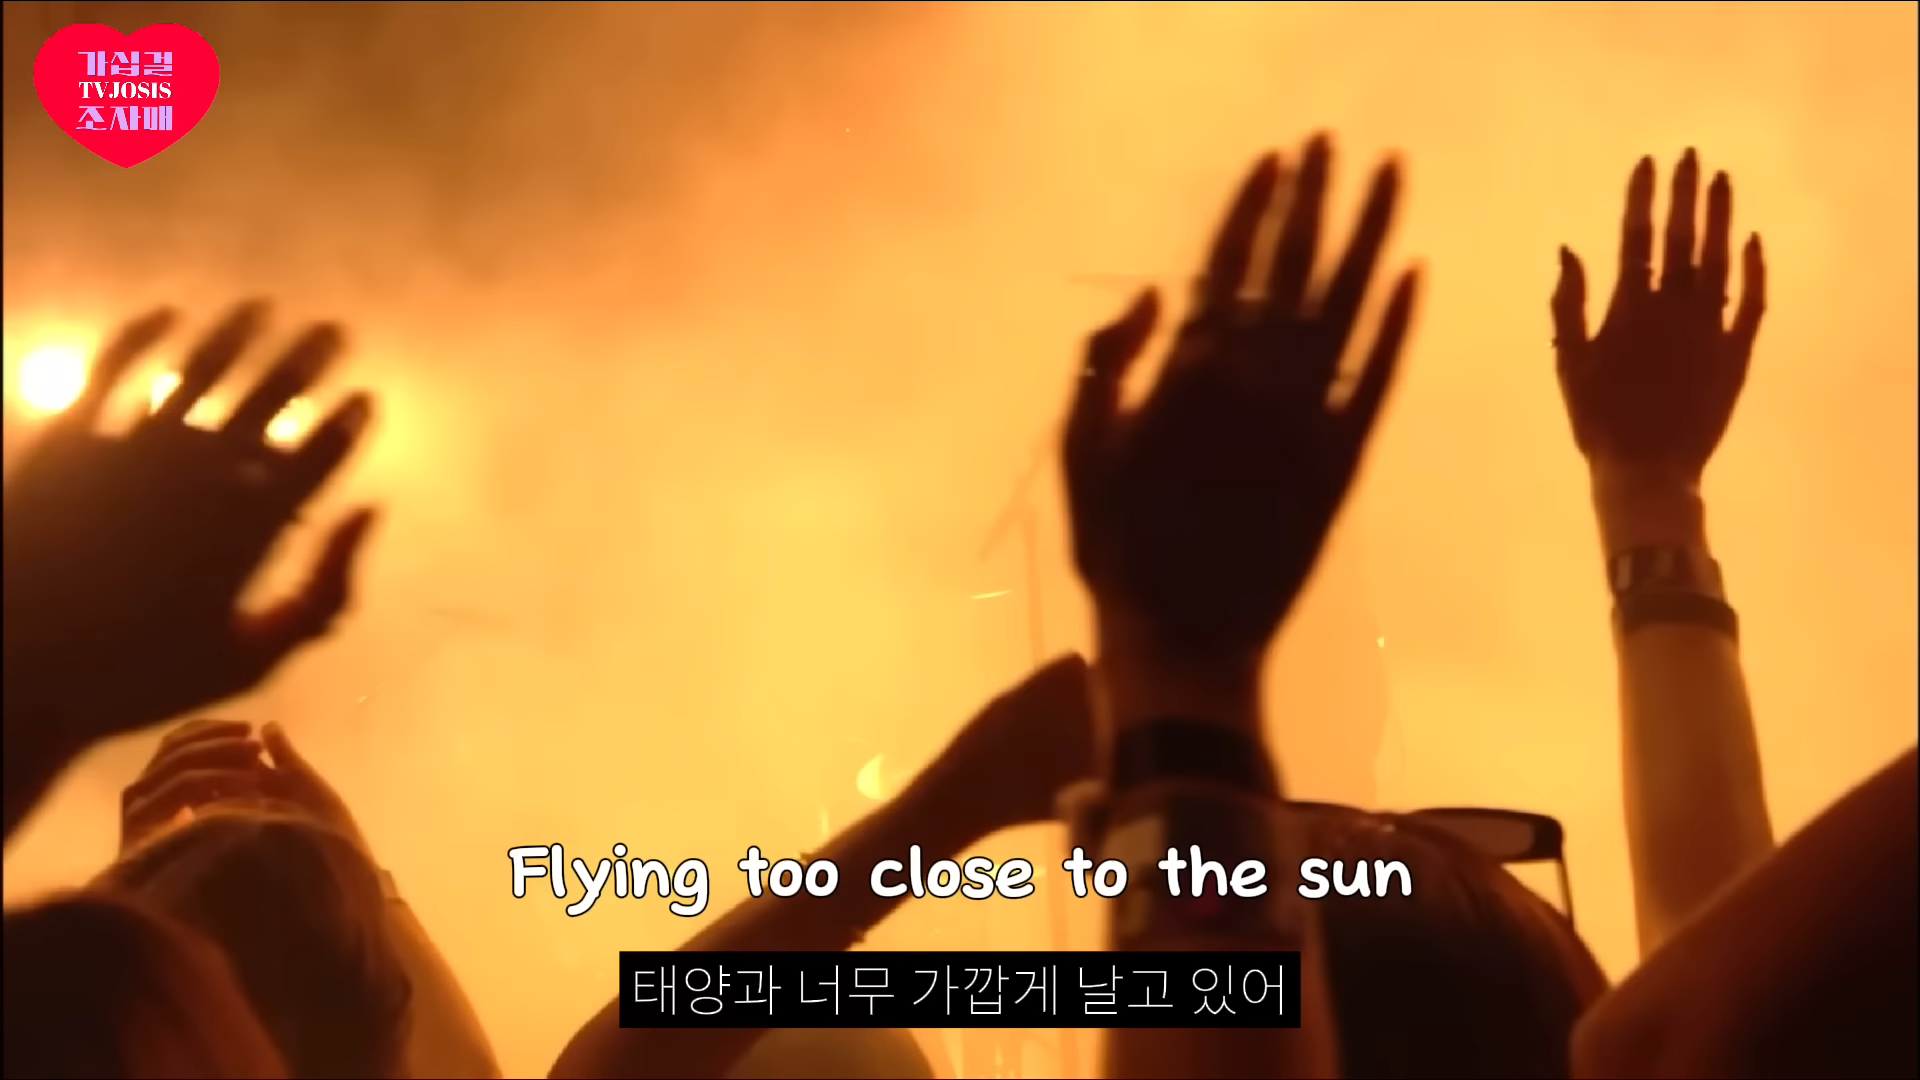 가십걸
TVJOSIS
조사매
Flying too close to the sun
태양과 너무 가깝게 날고 있어